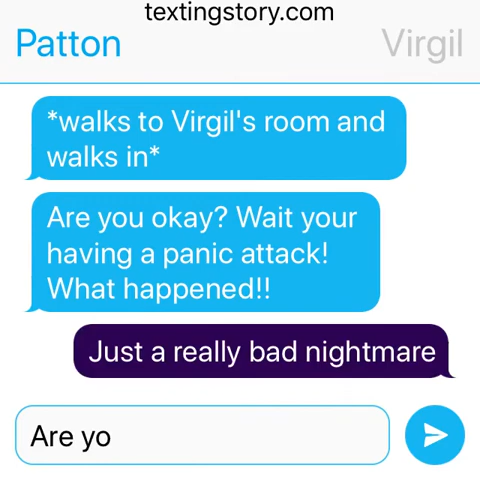 textingstory.com
Patton
Virgil
*walks to Virgil's room and
walks in*
Are you okay? Wait your
having a panic attack!
What happened!!
Just a really bad nightmare
Are yo